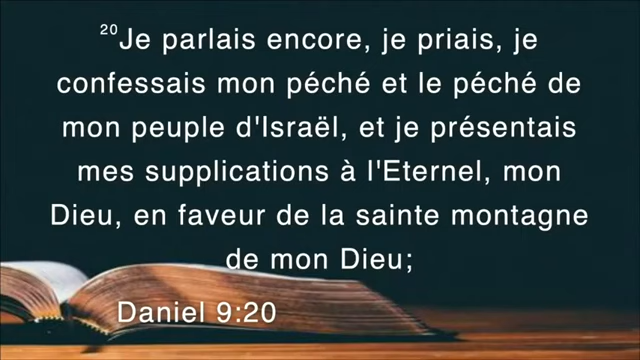 20Je parlais encore, je priais, je
confessais mon péché et le péché de
mon peuple d'Israël, et je présentais
mes supplications à l'Eternel, mon
Dieu, en faveur de la sainte montagne
de mon Dieu;
Daniel 9:20